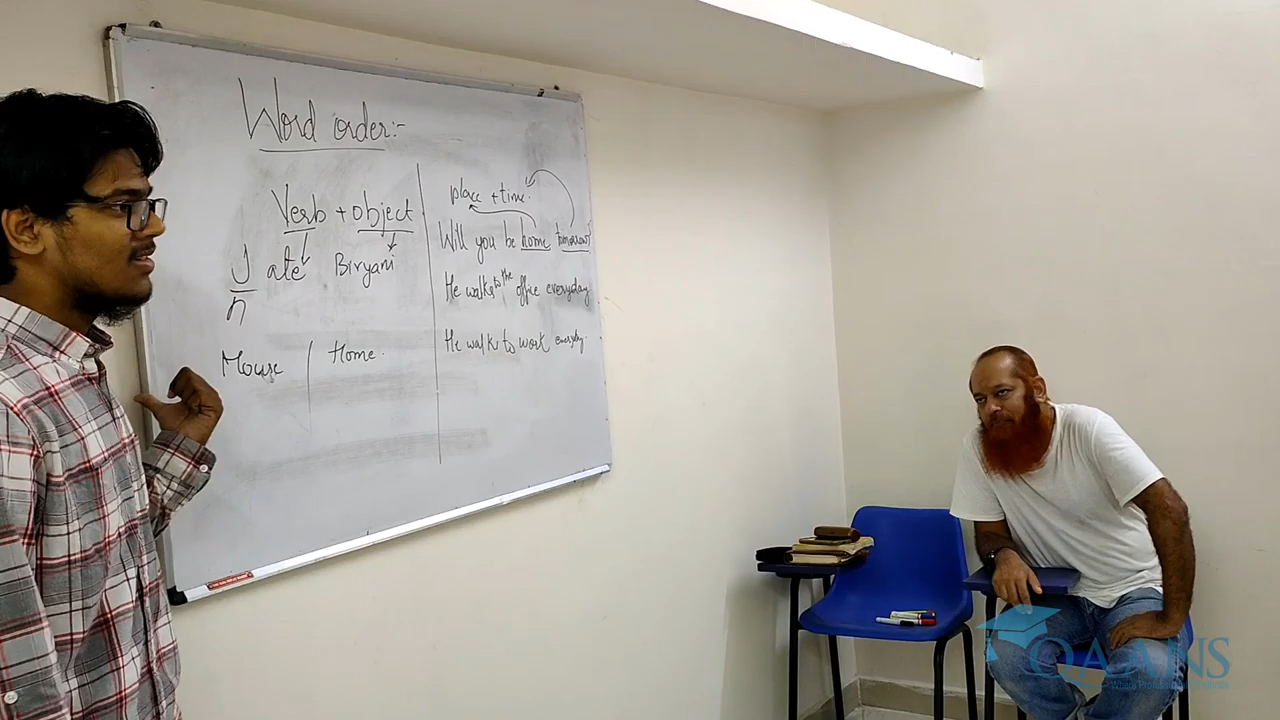 Word order:-
Verb + object
I ate Biryani
n
Mouse | Home.
place + time.
Will you be home tomorrow?
He walks to the office everyday
He walk to work everyday.
QAANS